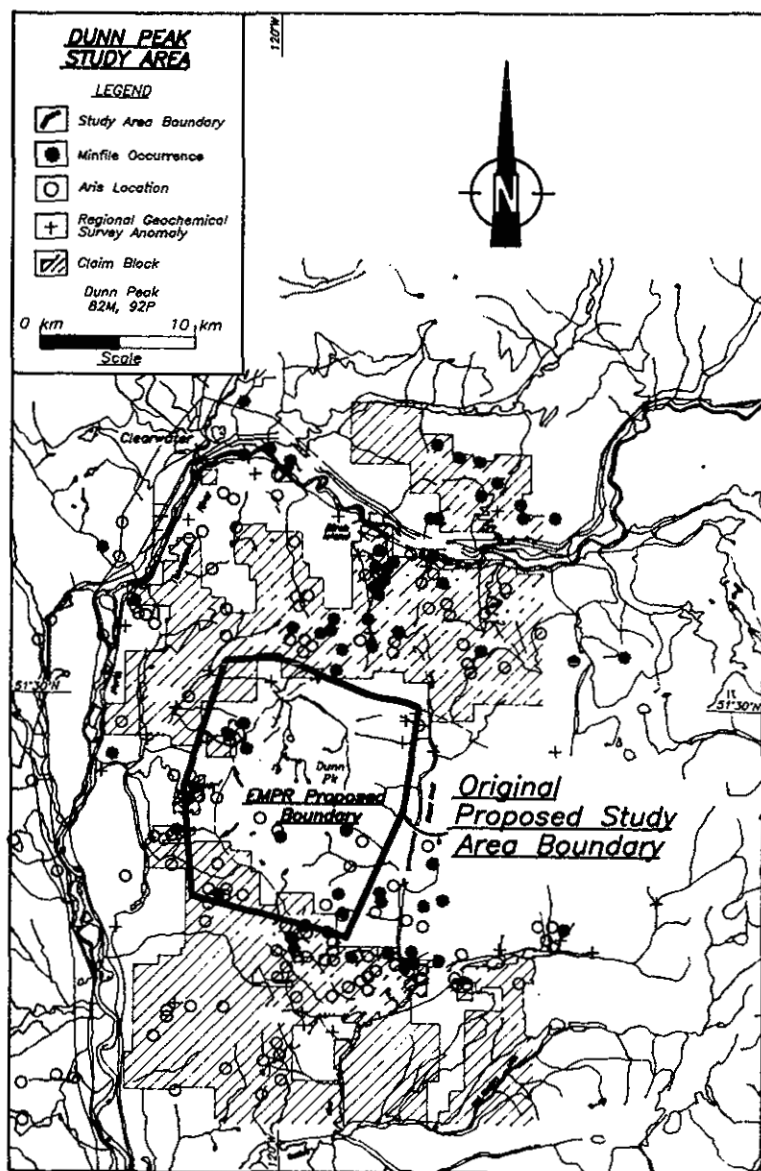 DUNN PEAK
STUDY AREA
LEGEND
Study Area Boundary
Minfile Occurrence
Aris Location
Regional Geochemical
Survey Anomaly
Claim Block
Dunn Peak
82M, 92P
0 km 10 km
Scale
120°W
N
Clearwater
51°30'N
51°30'N
Dunn
Pk
EMPR Proposed
Boundary
Original
Proposed Study
Area Boundary
120°W